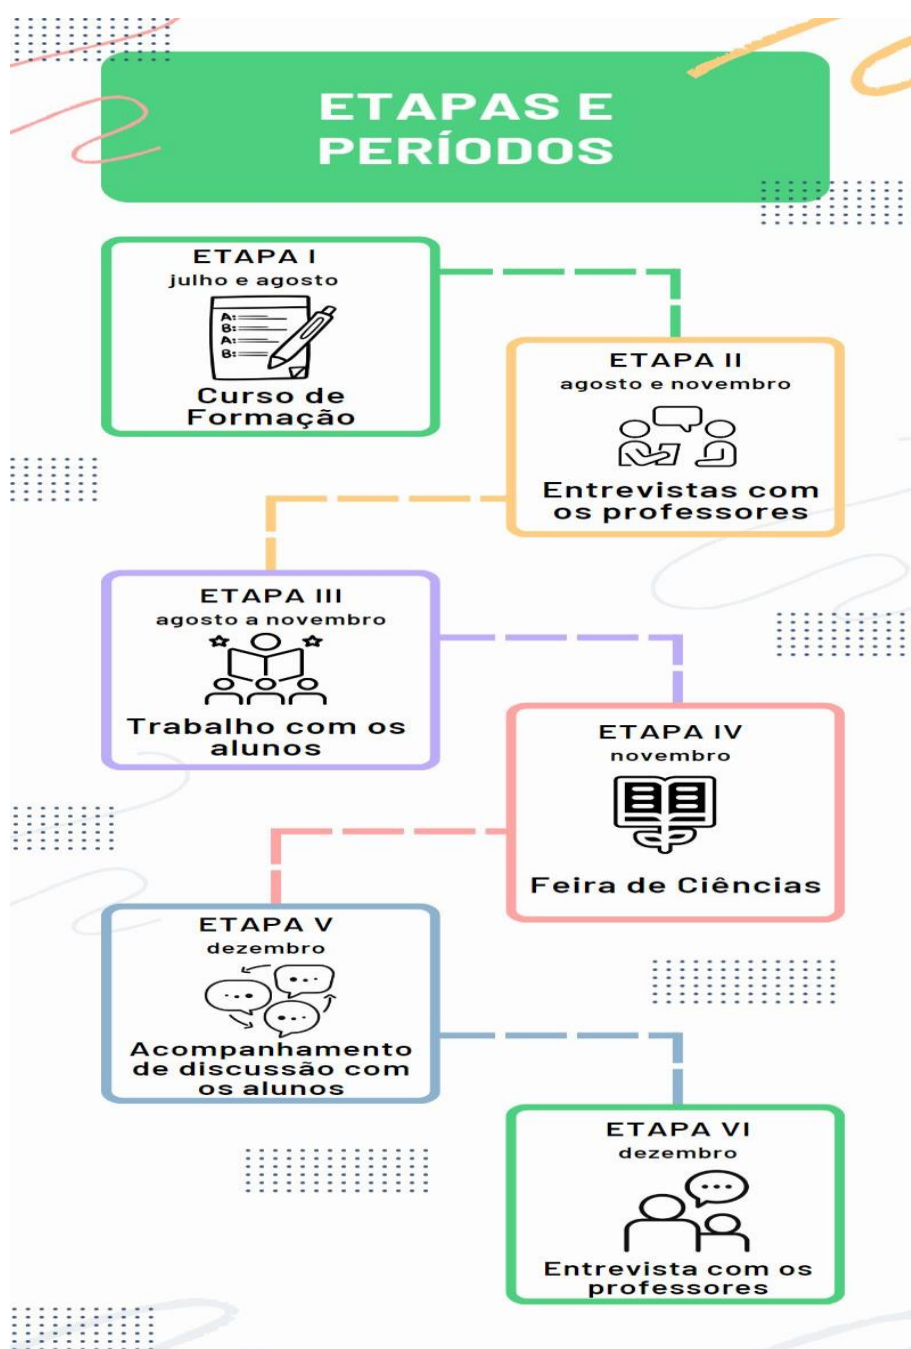 ETAPAS E
PERÍODOS
ETAPA I
julho e agosto
A:
B:
A:
B:
Curso de
Formação
ETAPA II
agosto e novembro
Entrevistas com
os professores
ETAPA III
agosto a novembro
Trabalho com os
alunos
ETAPA IV
novembro
Feira de Ciências
ETAPA V
dezembro
Acompanhamento
de discussão com
os alunos
ETAPA VI
dezembro
Entrevista com os
professores